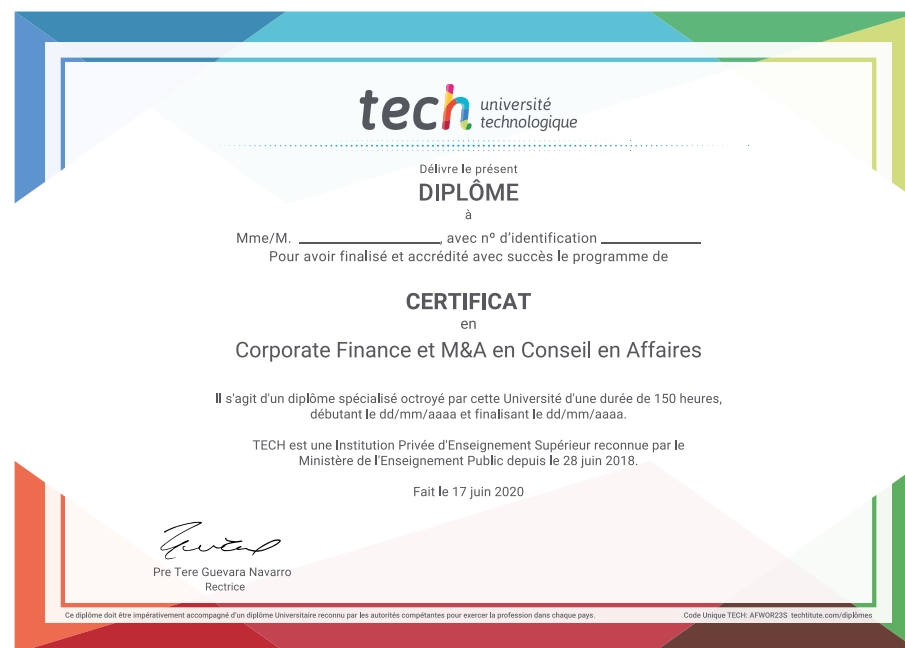 tech université
technologique
Délivre le présent
DIPLÔME
à
Mme/M. ____________________, avec nº d'identification ______________
Pour avoir finalisé et accrédité avec succès le programme de
CERTIFICAT
en
Corporate Finance et M&A en Conseil en Affaires
Il s'agit d'un diplôme spécialisé octroyé par cette Université d'une durée de 150 heures,
débutant le dd/mm/aaaa et finalisant le dd/mm/aaaa.
TECH est une Institution Privée d'Enseignement Supérieur reconnue par le
Ministère de l'Enseignement Public depuis le 28 juin 2018.
Fait le 17 juin 2020
Pre Tere Guevara Navarro
Rectrice
Ce diplôme doit être impérativement accompagné d'un diplôme Universitaire reconnu par les autorités compétantes pour exercer la profession dans chaque pays.
Code Unique TECH: AFWOR23S techtitute.com/diplômes